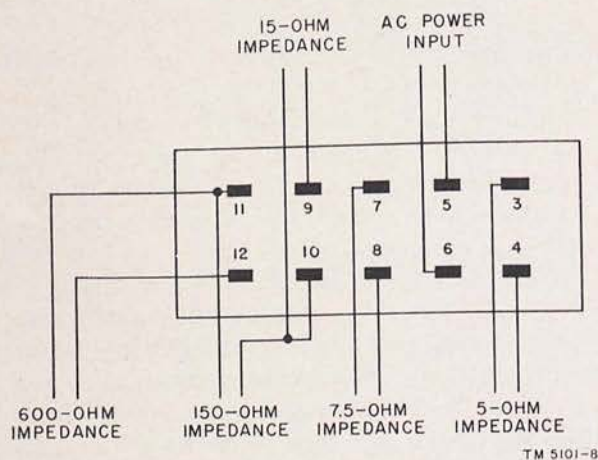 15-OHM
IMPEDANCE
AC POWER
INPUT
11
9
7
5
3
12
10
8
6
4
600-OHM
IMPEDANCE
150-OHM
IMPEDANCE
7.5-OHM
IMPEDANCE
5-OHM
IMPEDANCE
TM 5101-8